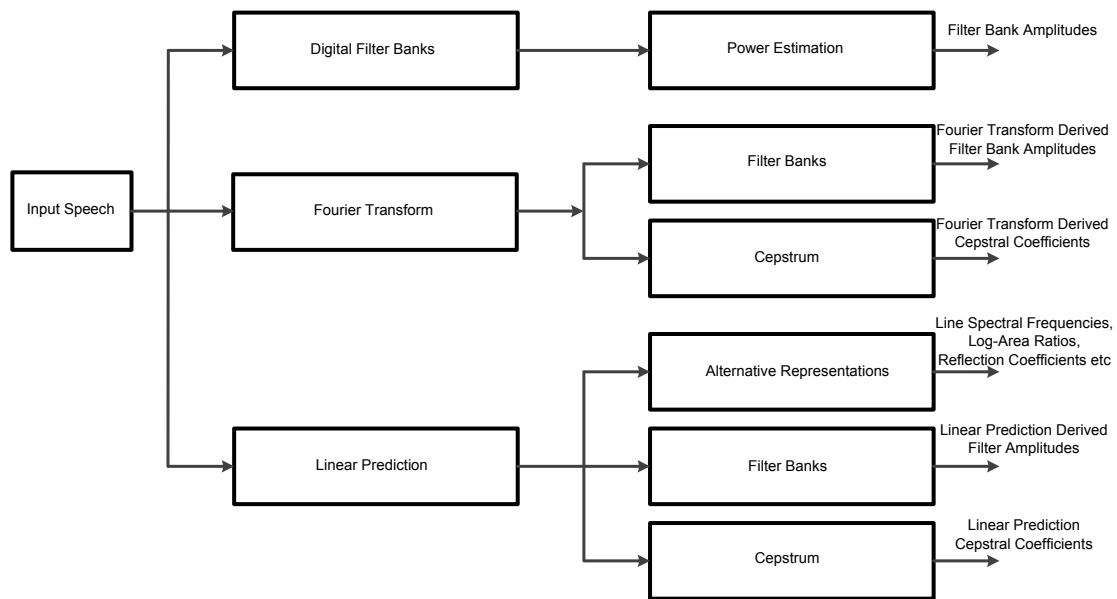 Input Speech
Digital Filter Banks
Power Estimation
Filter Bank Amplitudes
Fourier Transform
Filter Banks
Fourier Transform Derived
Filter Bank Amplitudes
Cepstrum
Fourier Transform Derived
Cepstral Coefficients
Linear Prediction
Alternative Representations
Line Spectral Frequencies,
Log-Area Ratios,
Reflection Coefficients etc
Filter Banks
Linear Prediction Derived
Filter Amplitudes
Cepstrum
Linear Prediction
Cepstral Coefficients